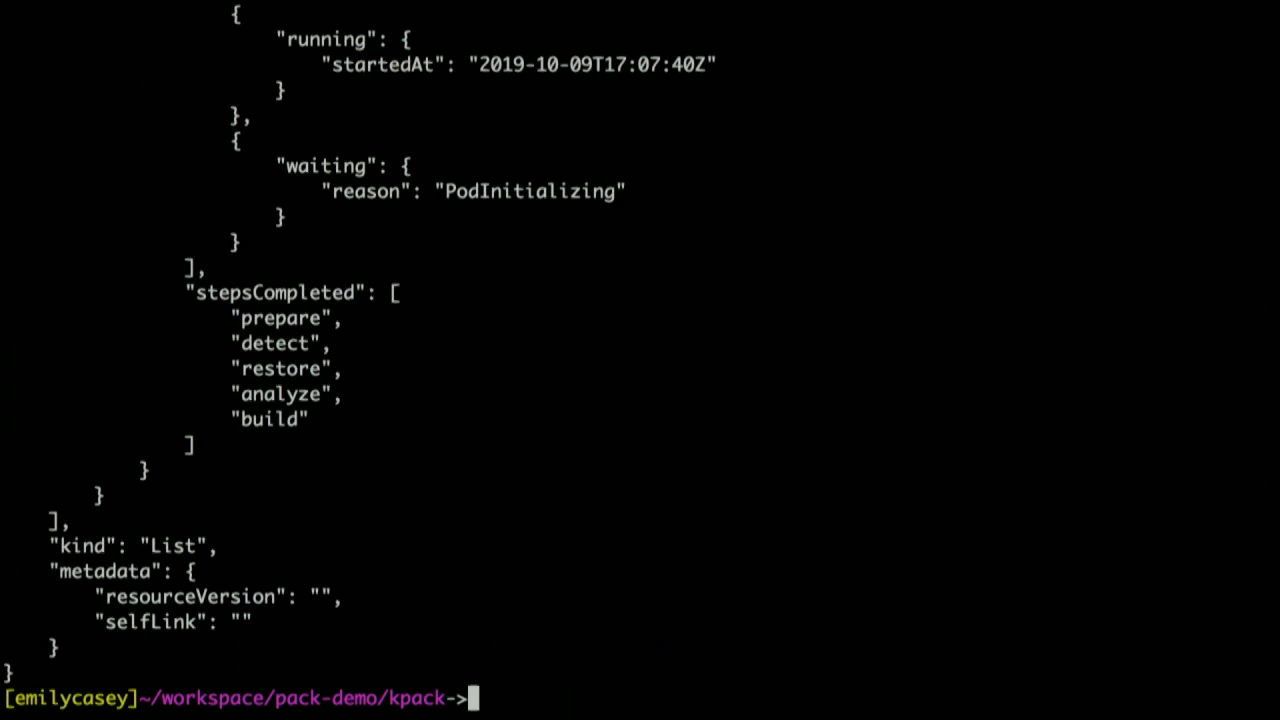 {
"running": {
"startedAt": "2019-10-09T17:07:40Z"
}
},
{
"waiting": {
"reason": "PodInitializing"
}
}
],
"stepsCompleted": [
"prepare",
"detect",
"restore",
"analyze",
"build"
]
}
}
],
"kind": "List",
"metadata": {
"resourceVersion": "",
"selfLink": ""
}
}
[emilycasey]~/workspace/pack-demo/kpack->